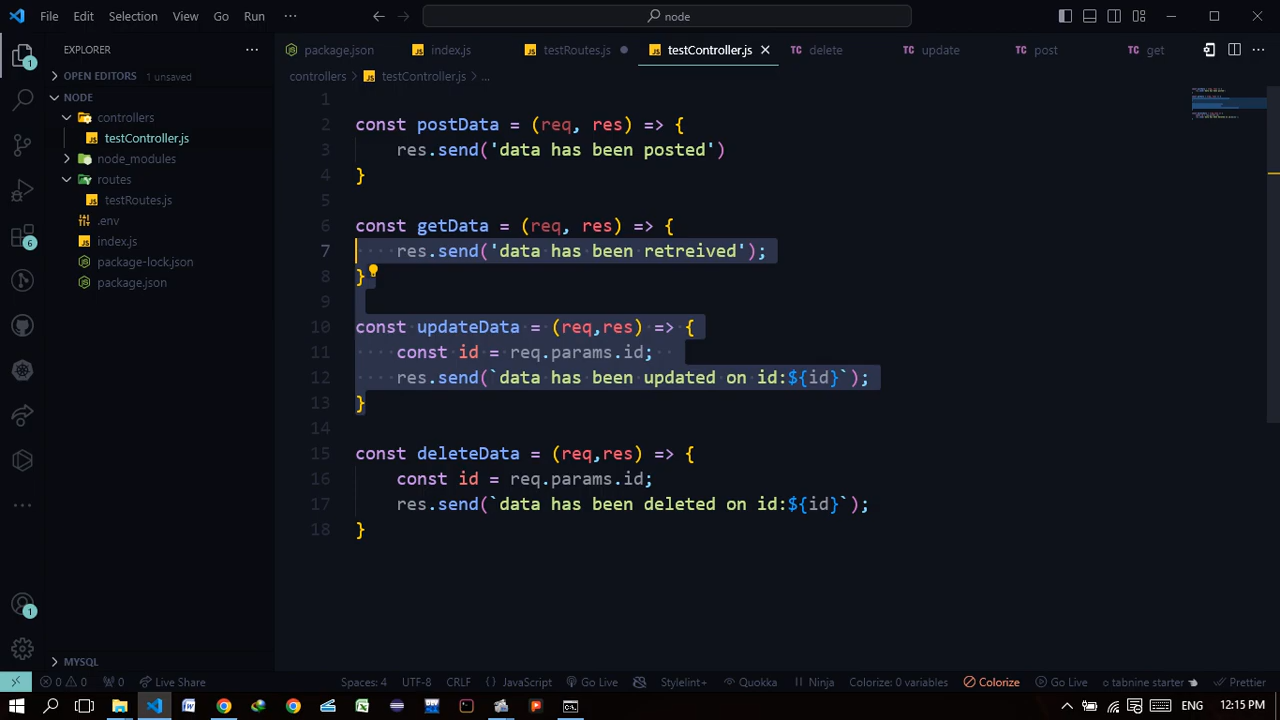 File Edit Selection View Go Run ··· node
EXPLORER ···
package.json index.js testRoutes.js testController.js delete update post get ···
OPEN EDITORS 1 unsaved
controllers > testController.js > ...
NODE
controllers
testController.js
node_modules
routes
testRoutes.js
.env
index.js
package-lock.json
package.json
1
2 const postData = (req, res) => {
3 res.send('data has been posted')
4 }
5
6 const getData = (req, res) => {
7 res.send('data has been retreived');
8 }
9
10 const updateData = (req,res) => {
11 const id = req.params.id;
12 res.send(`data has been updated on id:${id}`);
13 }
14
15 const deleteData = (req,res) => {
16 const id = req.params.id;
17 res.send(`data has been deleted on id:${id}`);
18 }
1
6
1
MYSQL
0 0 0 Live Share Spaces: 4 UTF-8 CRLF {} JavaScript Go Live Stylelint+ Quokka Ninja Colorize: 0 variables Colorize Go Live tabnine starter Prettier
ENG 12:15 PM